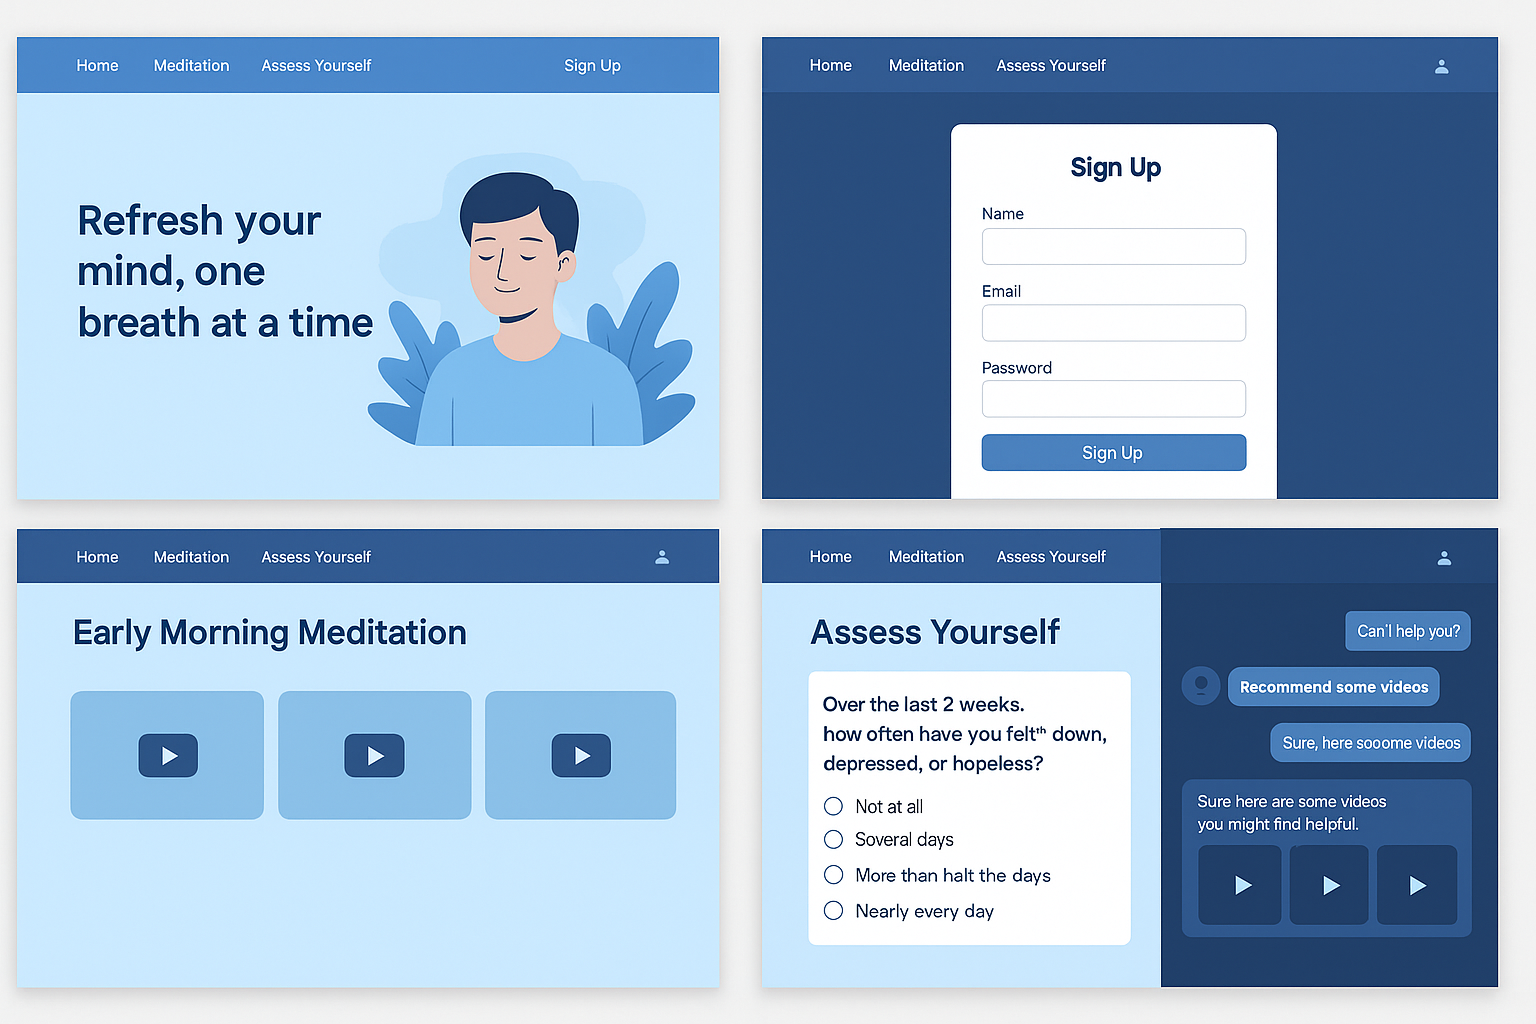 Home Meditation Assess Yourself Sign Up
Refresh your
mind, one
breath at a time
Home Meditation Assess Yourself
Sign Up
Name
Email
Password
Sign Up
Home Meditation Assess Yourself
Early Morning Meditation
Home Meditation Assess Yourself
Assess Yourself
Over the last 2 weeks.
how often have you feltᵗʰ down,
depressed, or hopeless?
Not at all
Soveral days
More than halt the days
Nearly every day
Can'l help you?
Recommend some videos
Sure, here sooome videos
Sure here are some videos
you might find helpful.